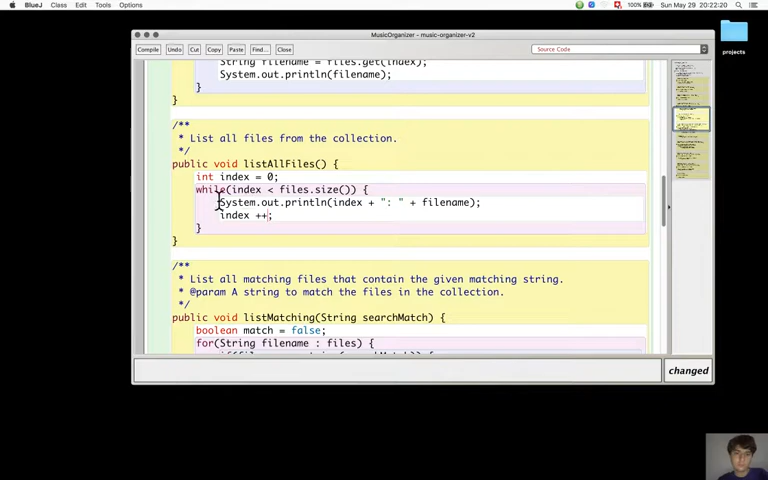 BlueJ Class Edit Tools Options 100% Sun May 29 20:22:20
MusicOrganizer - music-organizer-v2
Compile Undo Cut Copy Paste Find... Close Source Code
projects
String filename = files.get(index);
System.out.println(filename);
}
}
/**
* List all files from the collection.
*/
public void listAllFiles() {
int index = 0;
while(index < files.size()) {
System.out.println(index + ": " + filename);
index ++;
}
}
/**
* List all matching files that contain the given matching string.
* @param A string to match the files in the collection.
*/
public void listMatching(String searchMatch) {
boolean match = false;
for(String filename : files) {
changed